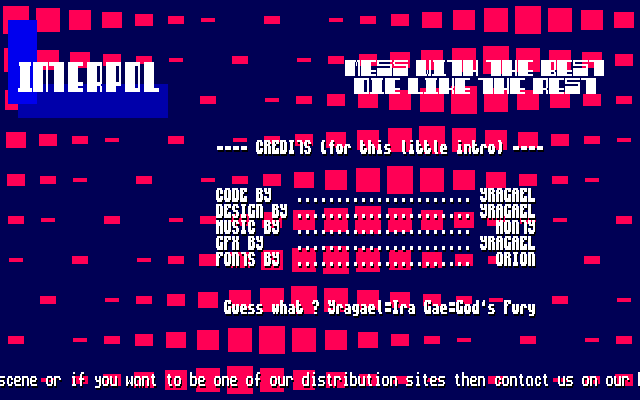 INTERPOL
MESS WITH THE BEST
DIE LIKE THE REST
---- CREDITS (for this little intro) ----
CODE BY ...................... YRAGAEL
DESIGN BY ...................... YRAGAEL
MUSIC BY ...................... MONTY
GFX BY ...................... YRAGAEL
FONTS BY ...................... ORION
Guess what ? Yragael=Ira Gae=God's Fury
scene or if you want to be one of our distribution sites then contact us on our